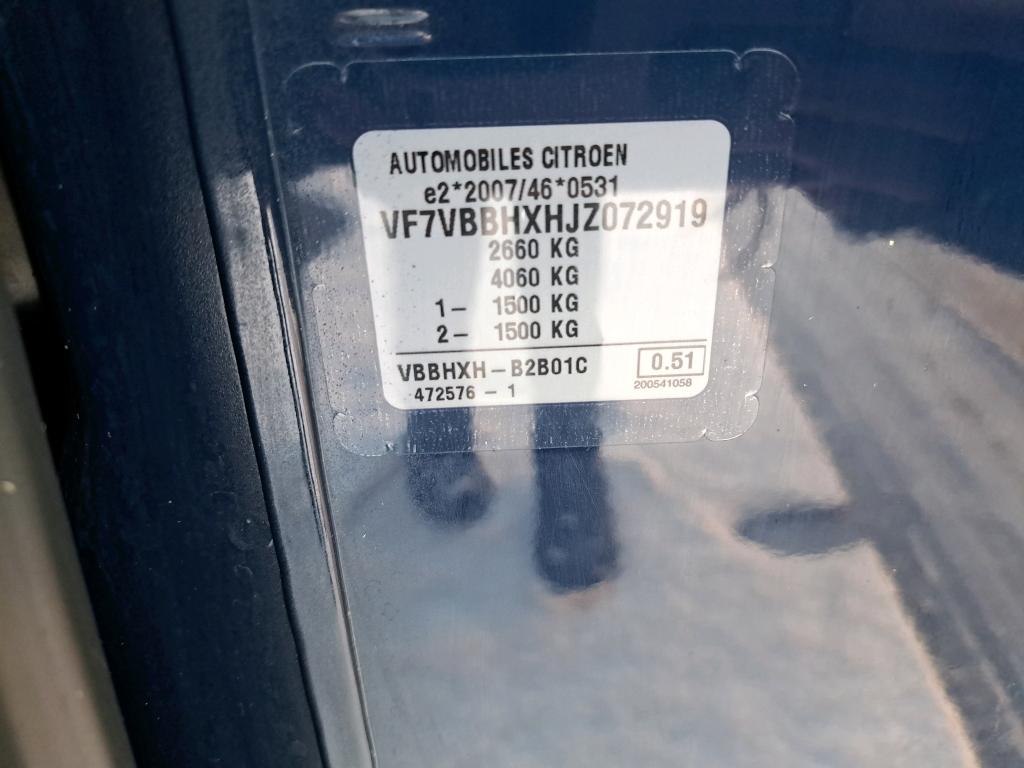 AUTOMOBILES CITROEN
e2*2007/46*0531
VF7VBBHXHJZ072919
2660 KG
4060 KG
1- 1500 KG
2- 1500 KG
VBBHXH-B2B01C 0.51
472576-1 200541058